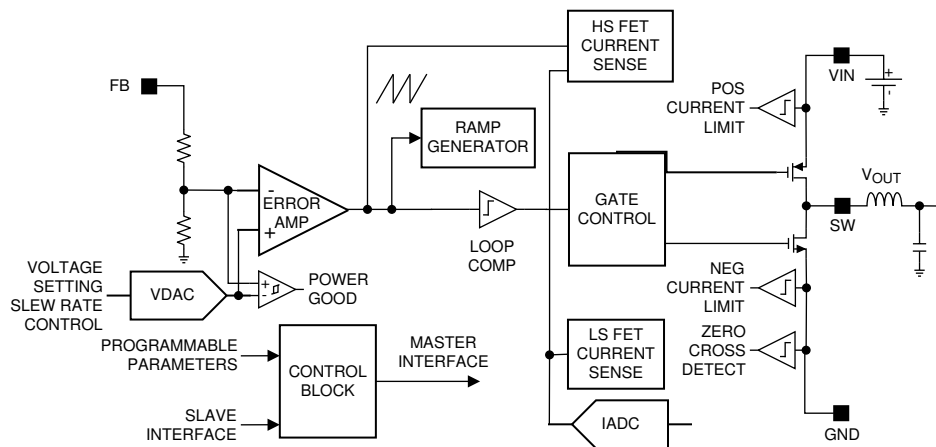 HS FET
CURRENT
SENSE
VIN
+
-
FB
POS
CURRENT
LIMIT
RAMP
GENERATOR
-
ERROR
AMP
+
GATE
CONTROL
VOUT
SW
LOOP
COMP
VOLTAGE
SETTING
SLEW RATE
CONTROL
VDAC
+
-
POWER
GOOD
NEG
CURRENT
LIMIT
PROGRAMMABLE
PARAMETERS
CONTROL
BLOCK
MASTER
INTERFACE
LS FET
CURRENT
SENSE
ZERO
CROSS
DETECT
SLAVE
INTERFACE
IADC
GND